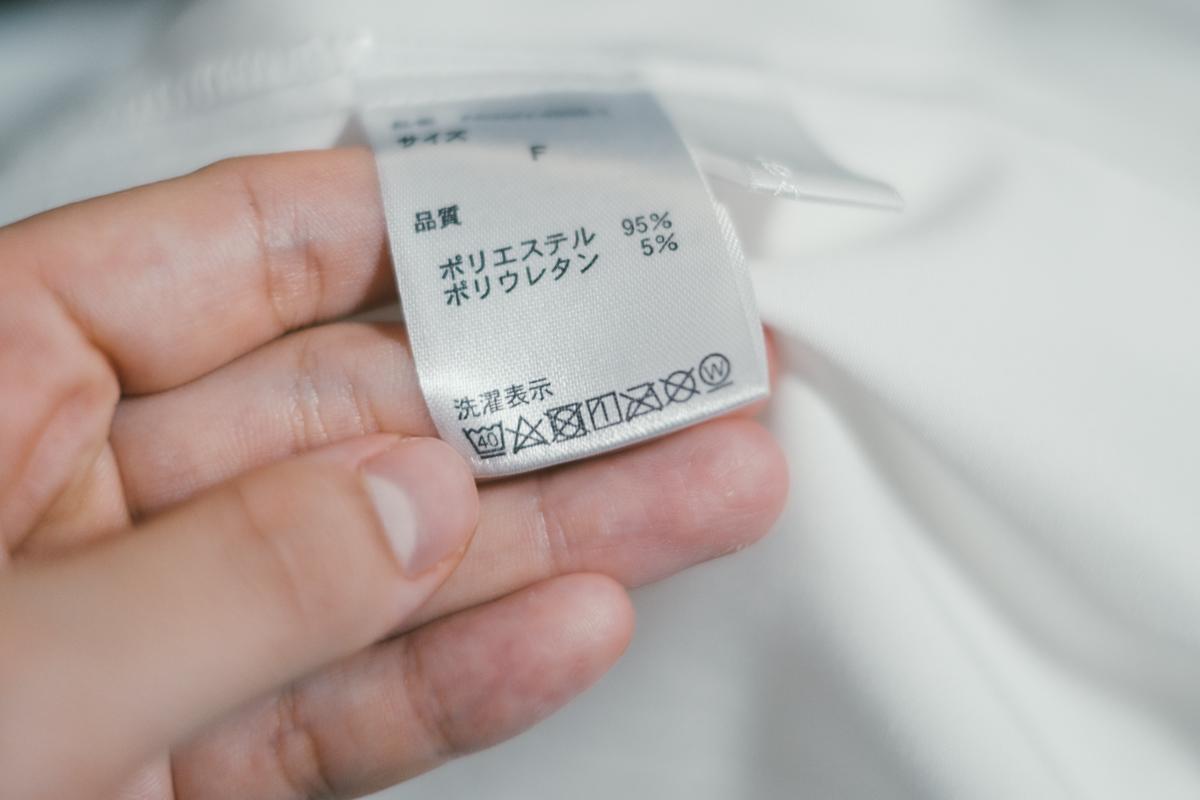 サイズ
F
品質
ポリエステル 95%
ポリウレタン 5%
洗濯表示
40 W